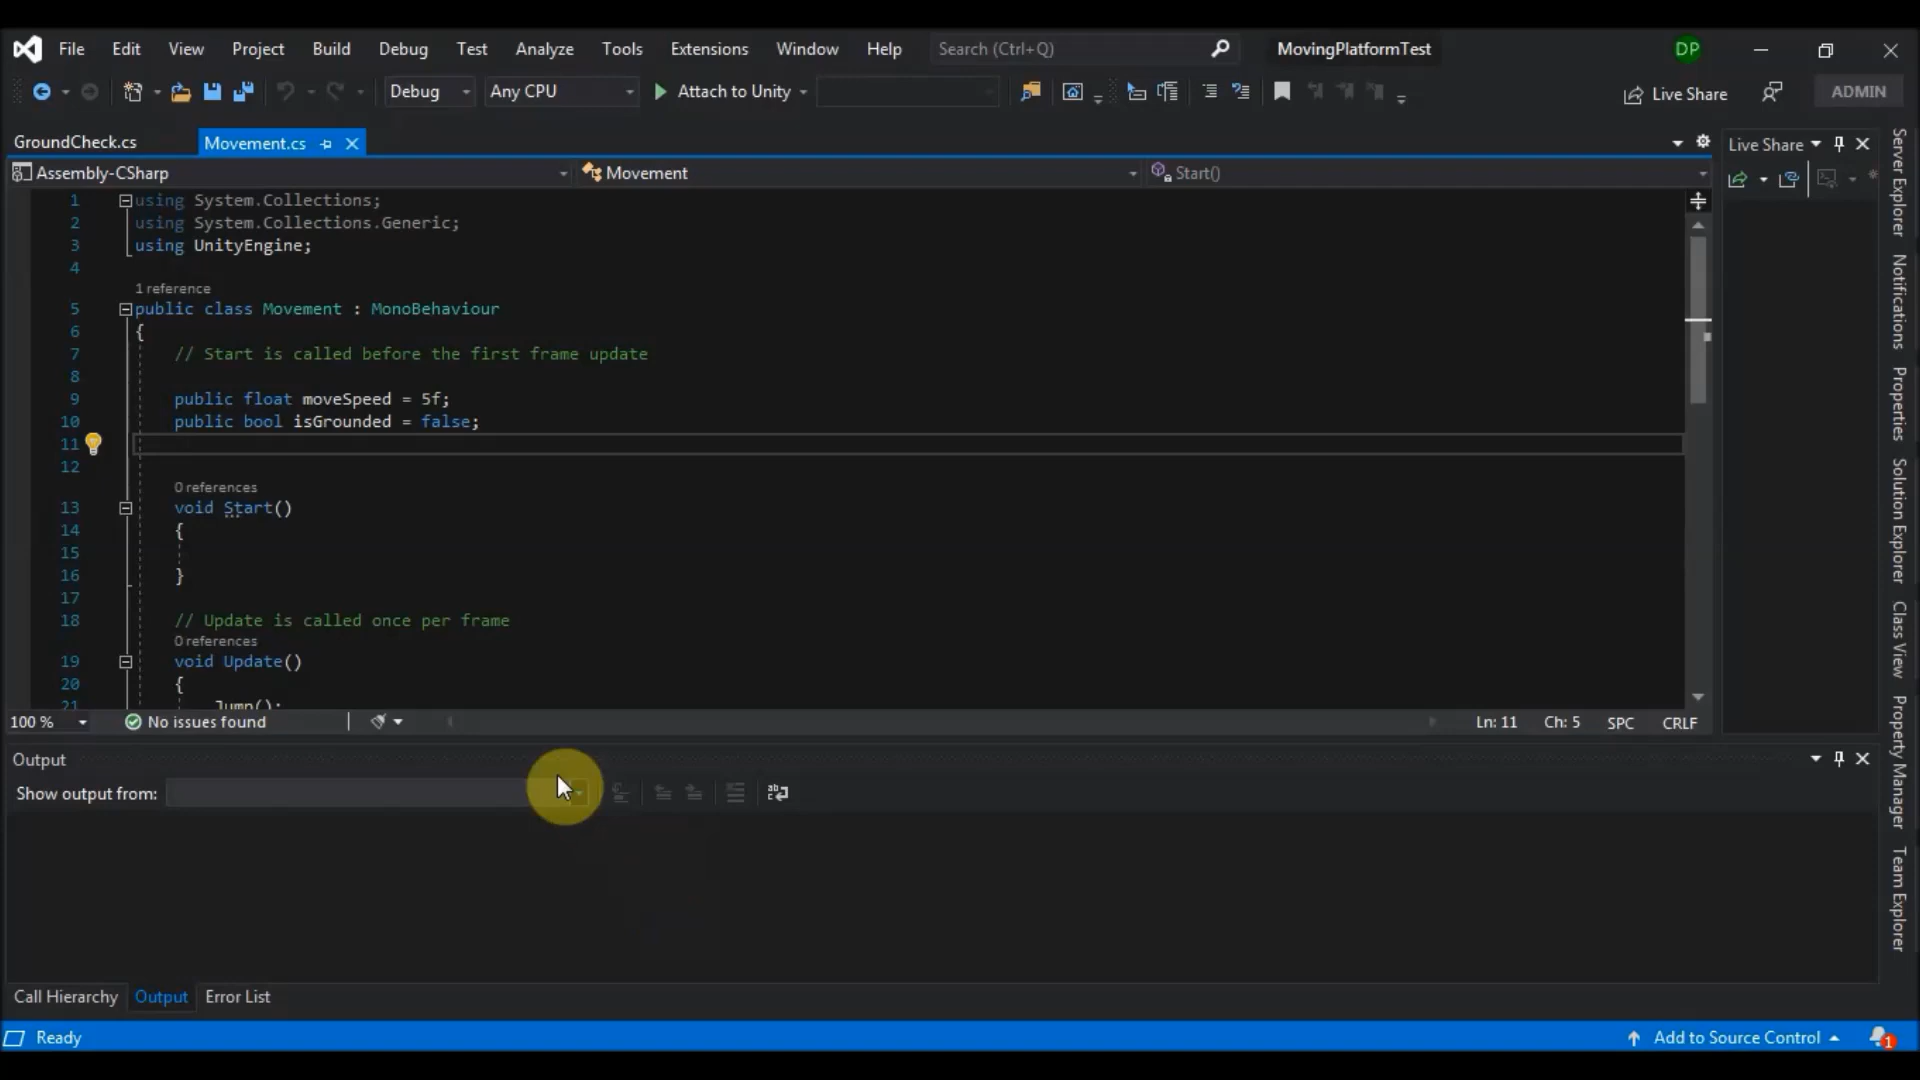 File Edit View Project Build Debug Test Analyze Tools Extensions Window Help Search (Ctrl+Q) MovingPlatformTest DP
Debug Any CPU Attach to Unity Live Share ADMIN
GroundCheck.cs Movement.cs
Live Share
Assembly-CSharp Movement Start()
1 using System.Collections;
2 using System.Collections.Generic;
3 using UnityEngine;
4
1 reference
5 public class Movement : MonoBehaviour
6 {
7 // Start is called before the first frame update
8
9 public float moveSpeed = 5f;
10 public bool isGrounded = false;
11
12
0 references
13 void Start()
14 {
15
16 }
17
18 // Update is called once per frame
0 references
19 void Update()
20 {
21 Jump();
100 % No issues found Ln: 11 Ch: 5 SPC CRLF
Output
Show output from:
Call Hierarchy Output Error List
Ready Add to Source Control 1
Server Explorer
Notifications
Properties
Solution Explorer
Class View
Property Manager
Team Explorer